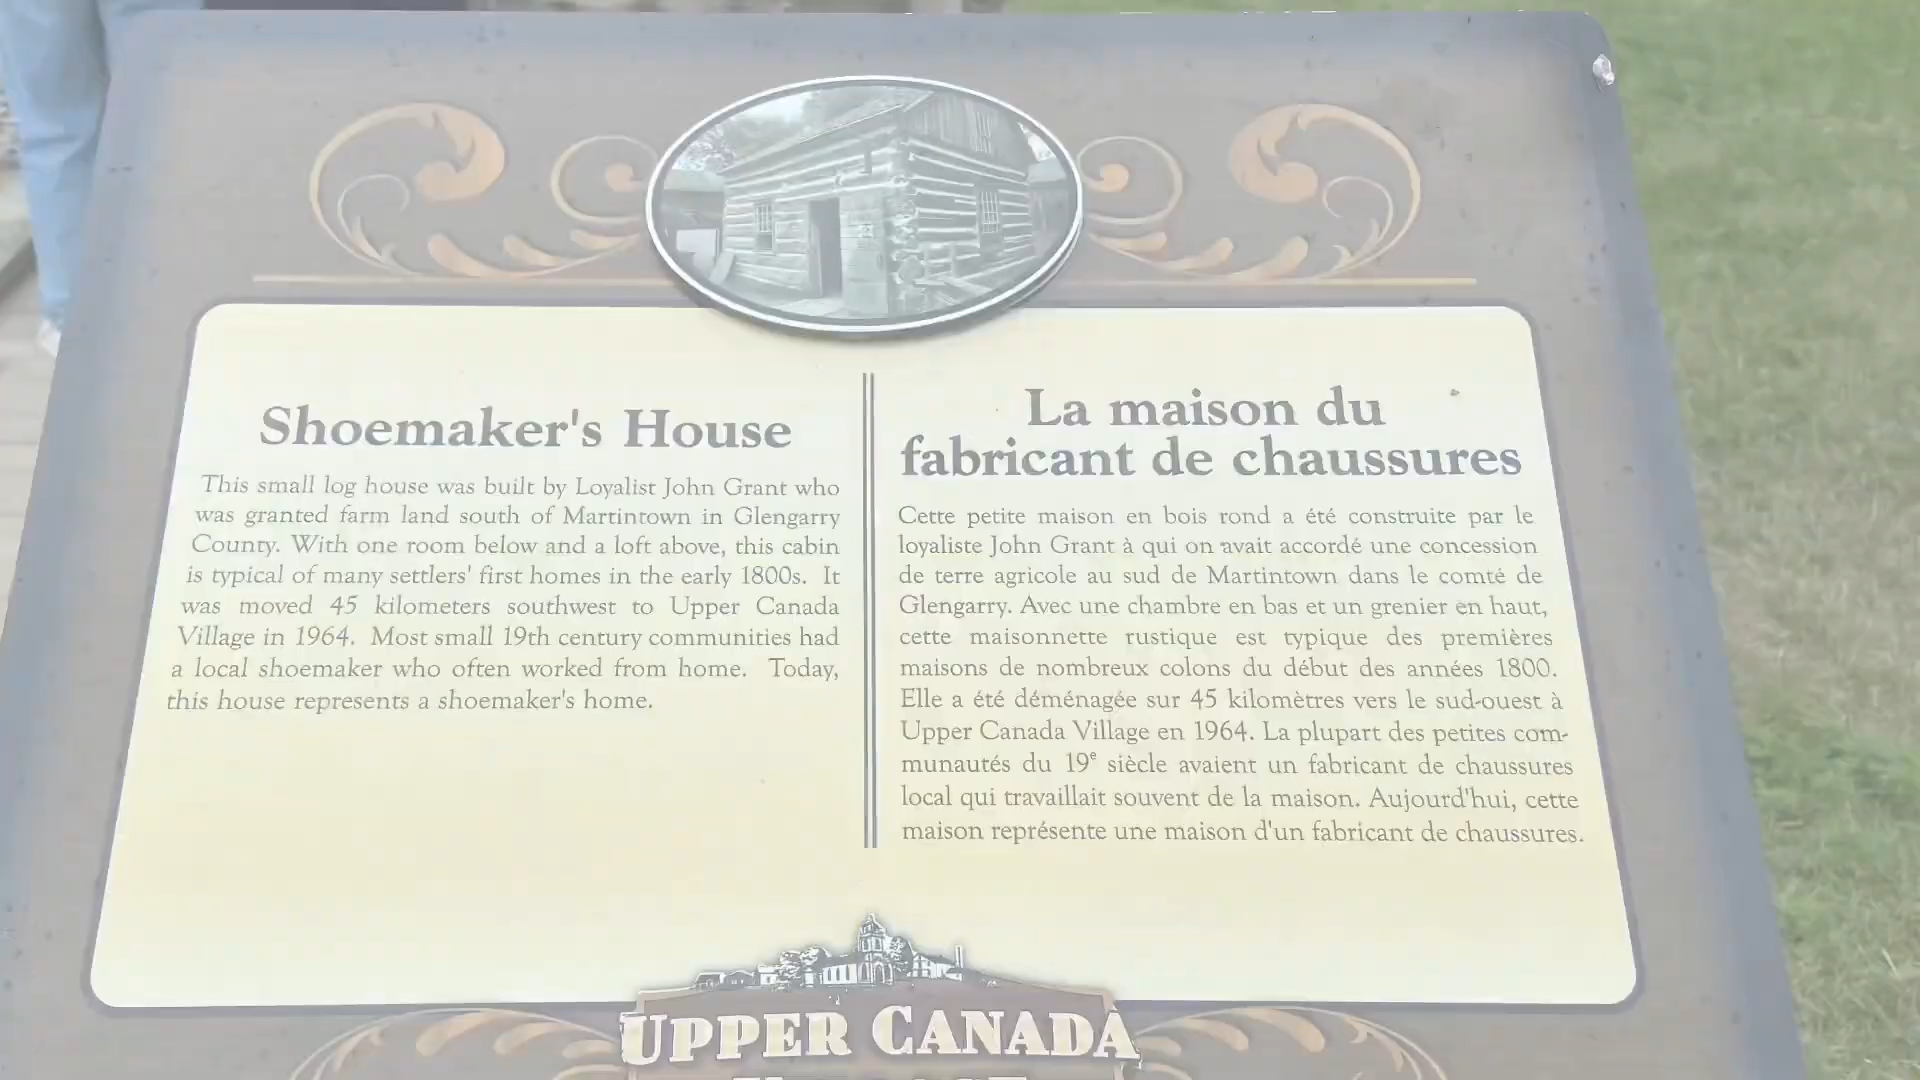 Shoemaker's House
This small log house was built by Loyalist John Grant who
was granted farm land south of Martintown in Glengarry
County. With one room below and a loft above, this cabin
is typical of many settlers' first homes in the early 1800s. It
was moved 45 kilometers southwest to Upper Canada
Village in 1964. Most small 19th century communities had
a local shoemaker who often worked from home. Today,
this house represents a shoemaker's home.
La maison du
fabricant de chaussures
Cette petite maison en bois rond a été construite par le
loyaliste John Grant à qui on avait accordé une concession
de terre agricole au sud de Martintown dans le comté de
Glengarry. Avec une chambre en bas et un grenier en haut,
cette maisonnette rustique est typique des premières
maisons de nombreux colons du début des années 1800.
Elle a été déménagée sur 45 kilomètres vers le sud-ouest à
Upper Canada Village en 1964. La plupart des petites com-
munautés du 19e siècle avaient un fabricant de chaussures
local qui travaillait souvent de la maison. Aujourd'hui, cette
maison représente une maison d'un fabricant de chaussures.
UPPER CANADA